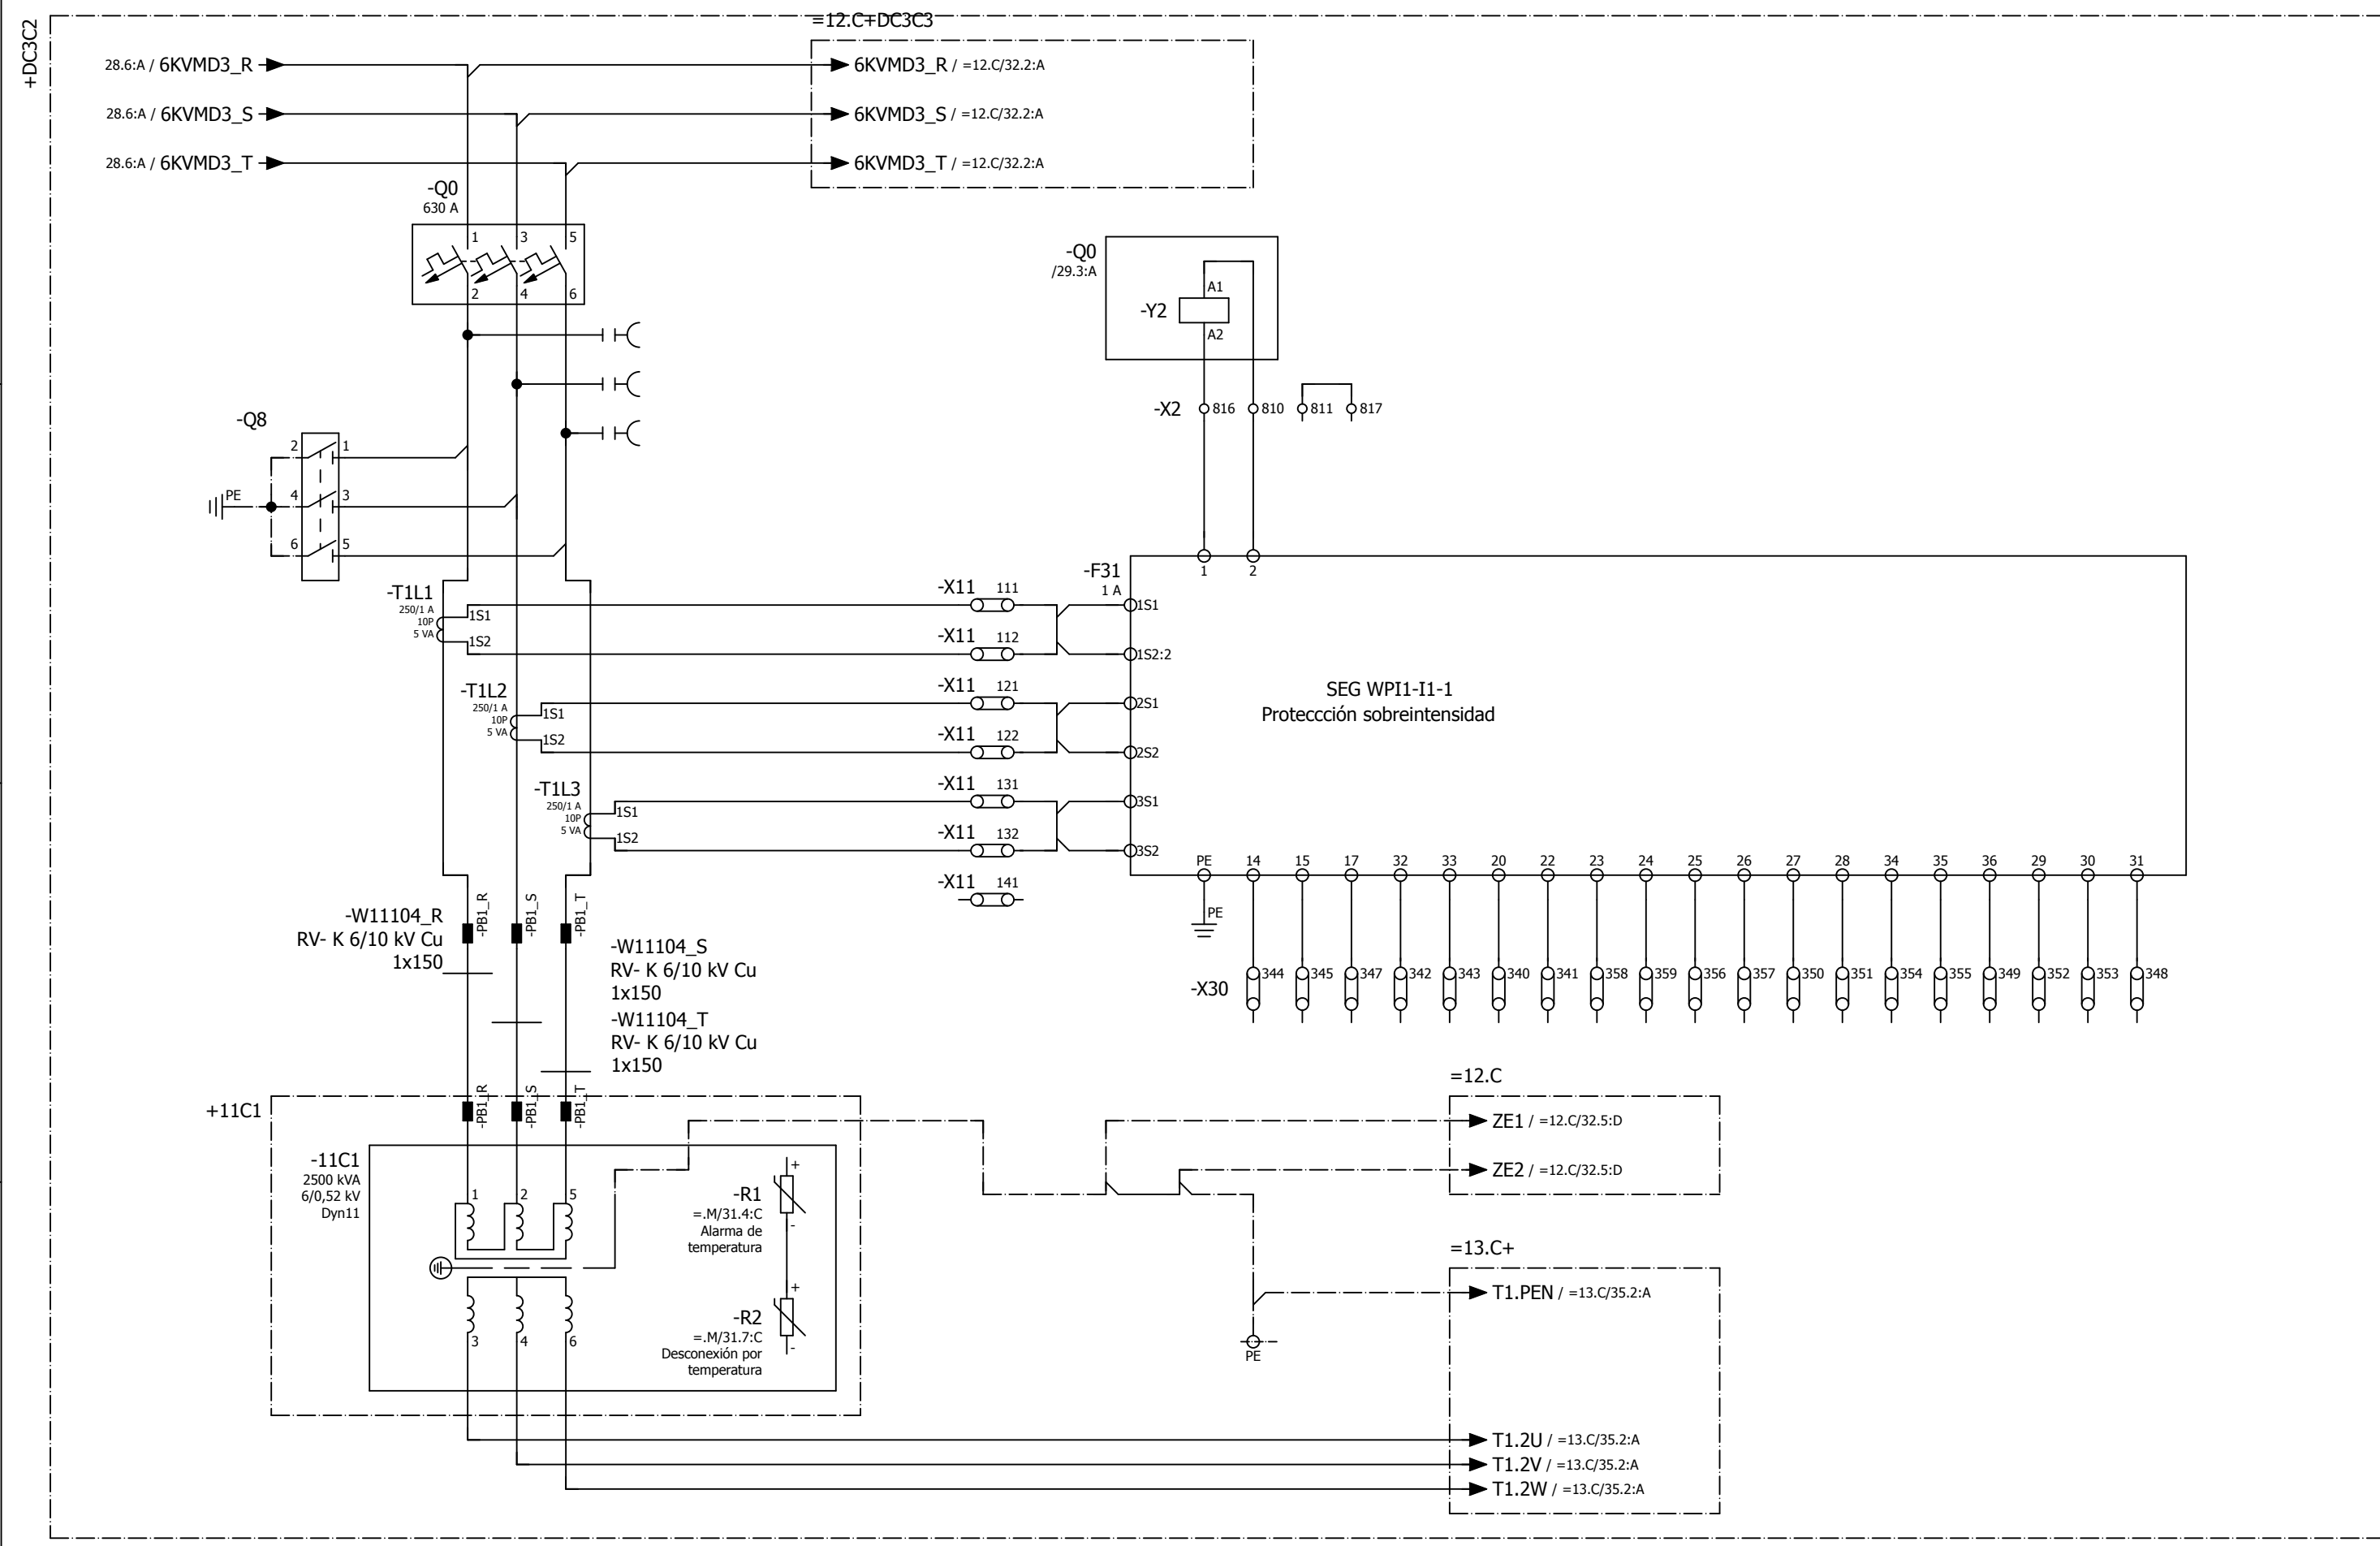 +DC3C2
=12.C+DC3C3
28.6:A / 6KVMD3_R
6KVMD3_R / =12.C/32.2:A
28.6:A / 6KVMD3_S
6KVMD3_S / =12.C/32.2:A
28.6:A / 6KVMD3_T
6KVMD3_T / =12.C/32.2:A
-Q0
630 A
1 3 5
2 4 6
-Q0
/29.3:A
-Y2
A1
A2
-X2 816 810 811 817
-Q8
2 1
PE 4 3
6 5
-T1L1
250/1 A
10P
5 VA
1S1
1S2
-T1L2
250/1 A
10P
5 VA
1S1
1S2
-T1L3
250/1 A
10P
5 VA
1S1
1S2
-X11 111
-X11 112
-X11 121
-X11 122
-X11 131
-X11 132
-X11 141
-F31
1 A
1 2
1S1
1S2:2
2S1
2S2
3S1
3S2
SEG WPI1-I1-1
Proteccción sobreintensidad
PE 14 15 17 32 33 20 22 23 24 25 26 27 28 34 35 36 29 30 31
PE
-X30 344 345 347 342 343 340 341 358 359 356 357 350 351 354 355 349 352 353 348
-PB1_R
-PB1_S
-PB1_T
-W11104_R
RV- K 6/10 kV Cu
1x150
-W11104_S
RV- K 6/10 kV Cu
1x150
-W11104_T
RV- K 6/10 kV Cu
1x150
-PB1_R
-PB1_S
-PB1_T
+11C1
-11C1
2500 kVA
6/0,52 kV
Dyn11
1 2 5
3 4 6
-R1
=.M/31.4:C
Alarma de
temperatura
+
-
-R2
=.M/31.7:C
Desconexión por
temperatura
+
-
=12.C
ZE1 / =12.C/32.5:D
ZE2 / =12.C/32.5:D
=13.C+
T1.PEN / =13.C/35.2:A
PE
T1.2U / =13.C/35.2:A
T1.2V / =13.C/35.2:A
T1.2W / =13.C/35.2:A